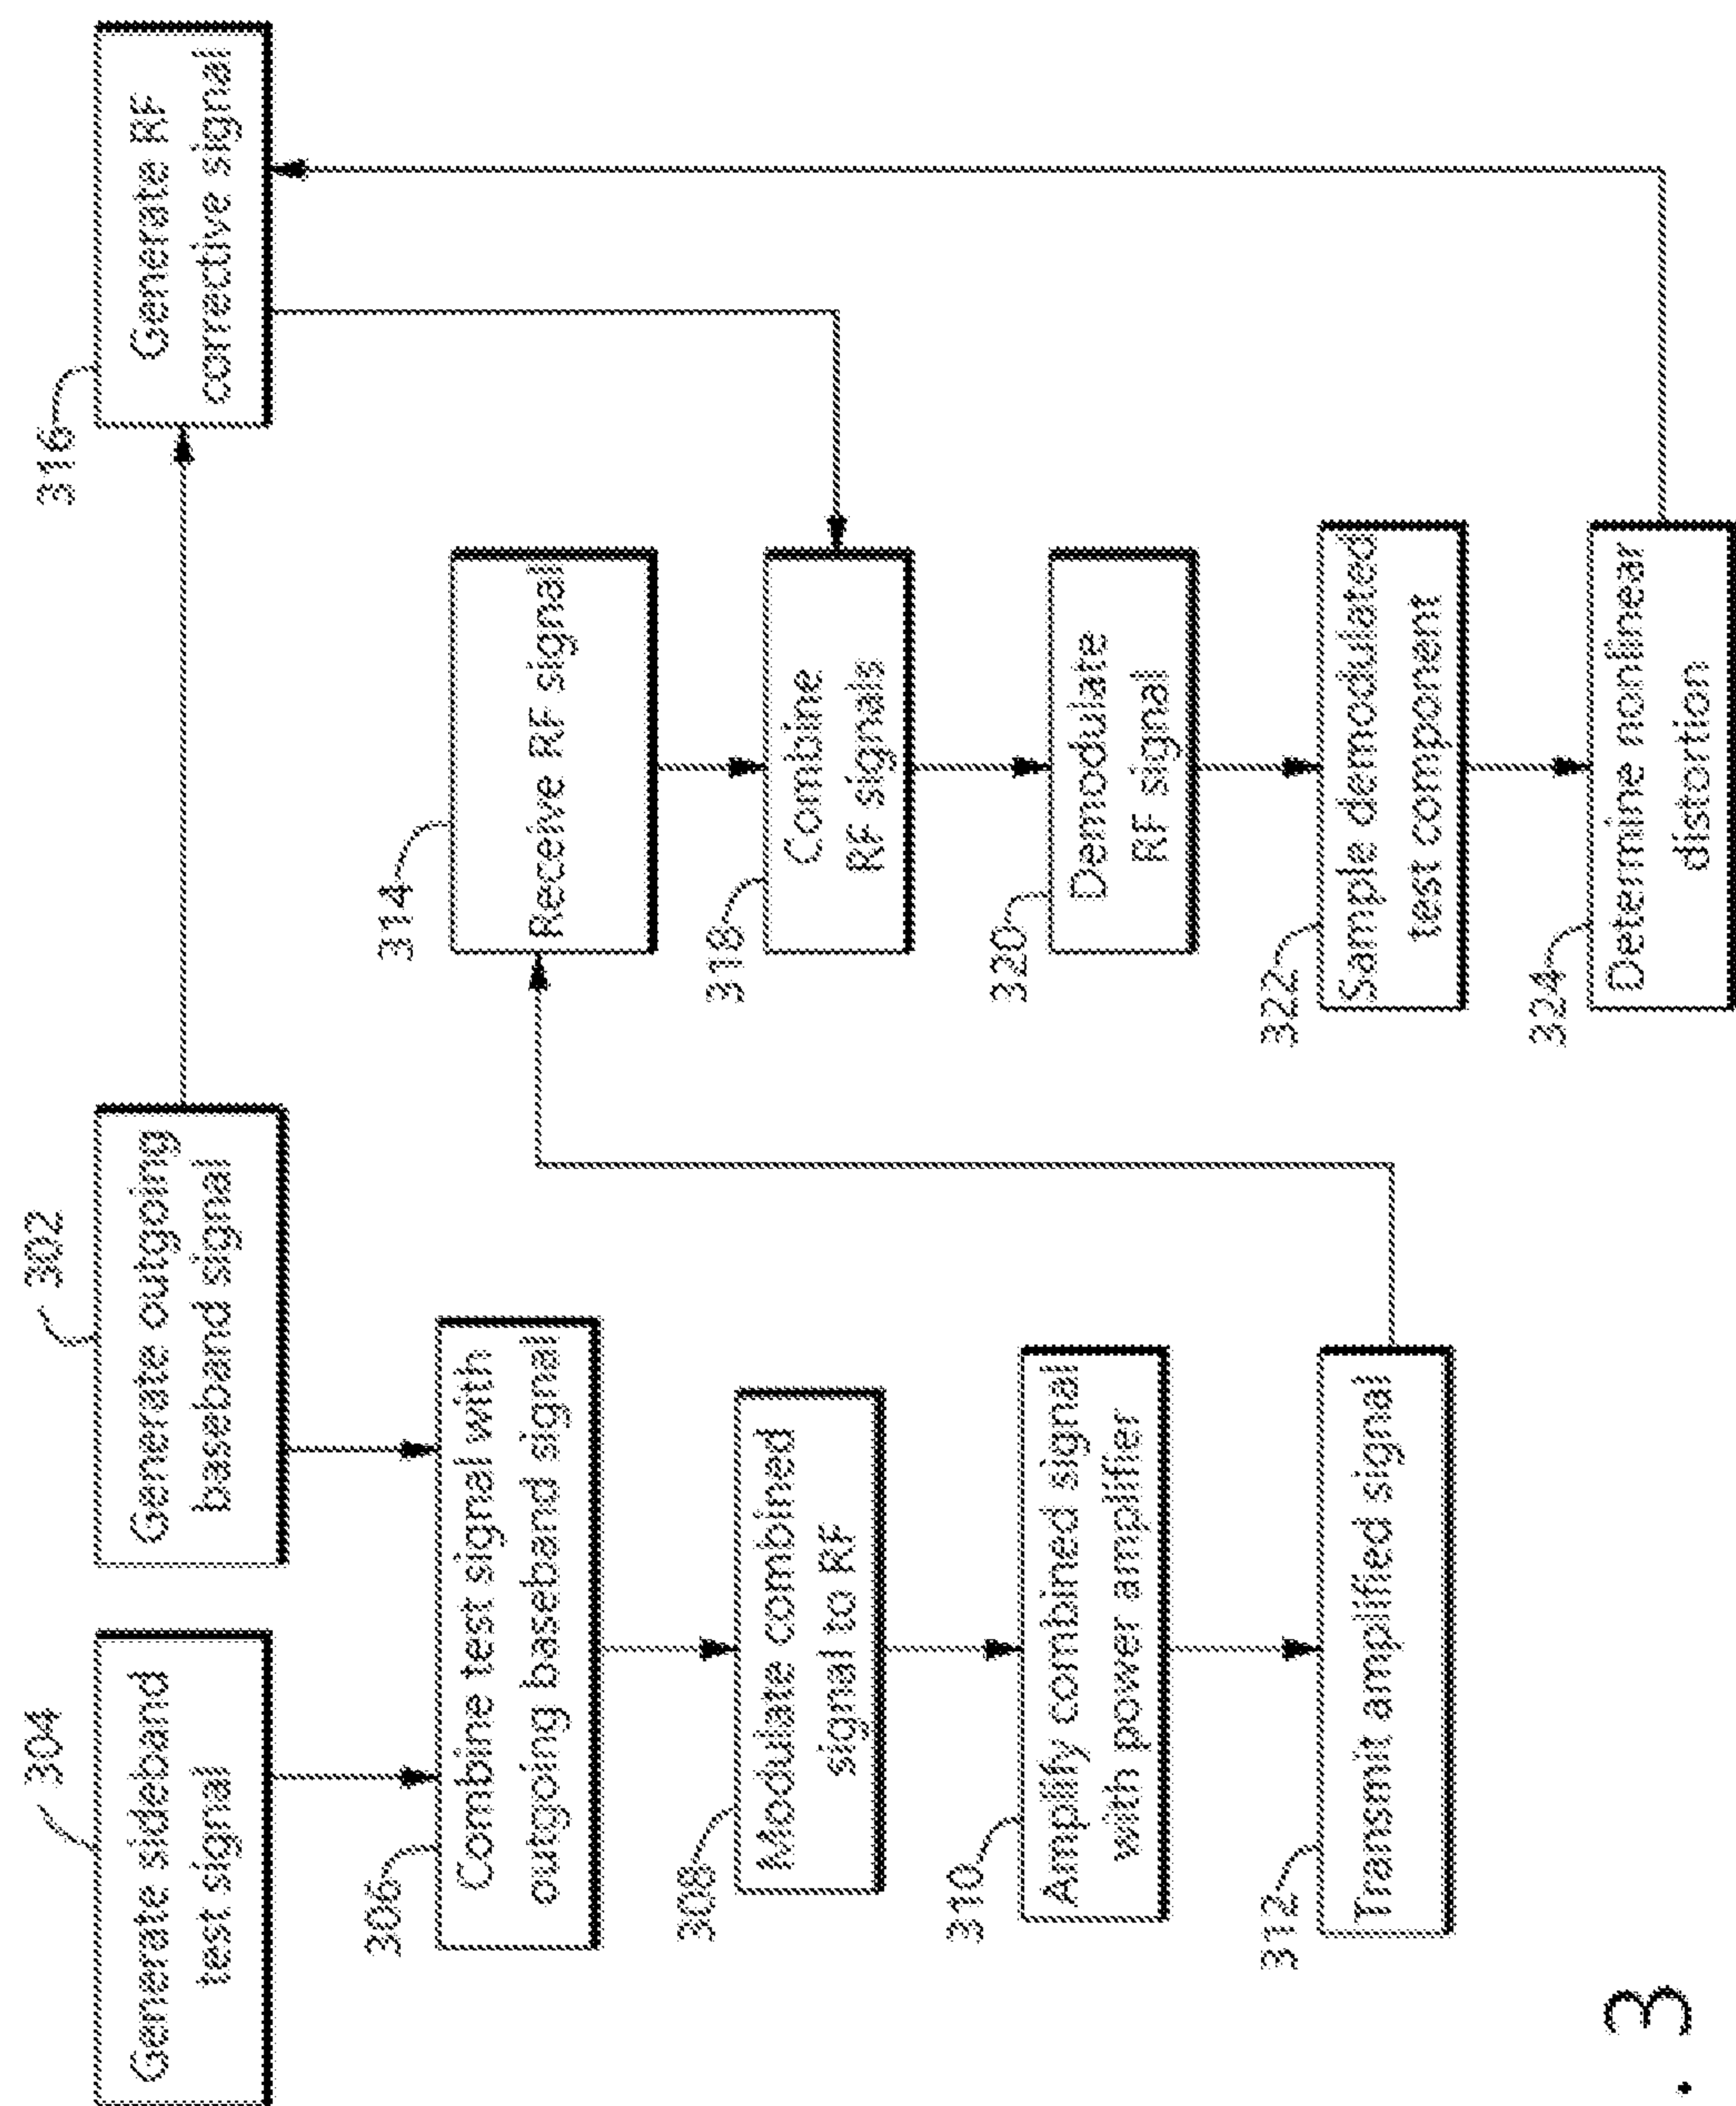 304
Generate sideband
test signal
302
Generate outgoing
baseband signal
316
Generate RF
corrective signal
306
Combine test signal with
outgoing baseband signal
308
Modulate combined
signal to RF
310
Amplify combined signal
with power amplifier
312
Transmit amplified signal
314
Receive RF signal
318
Combine
RF signals
320
Demodulate
RF signal
322
Sample demodulated
test component
324
Determine nonlinear
distortion
. 3